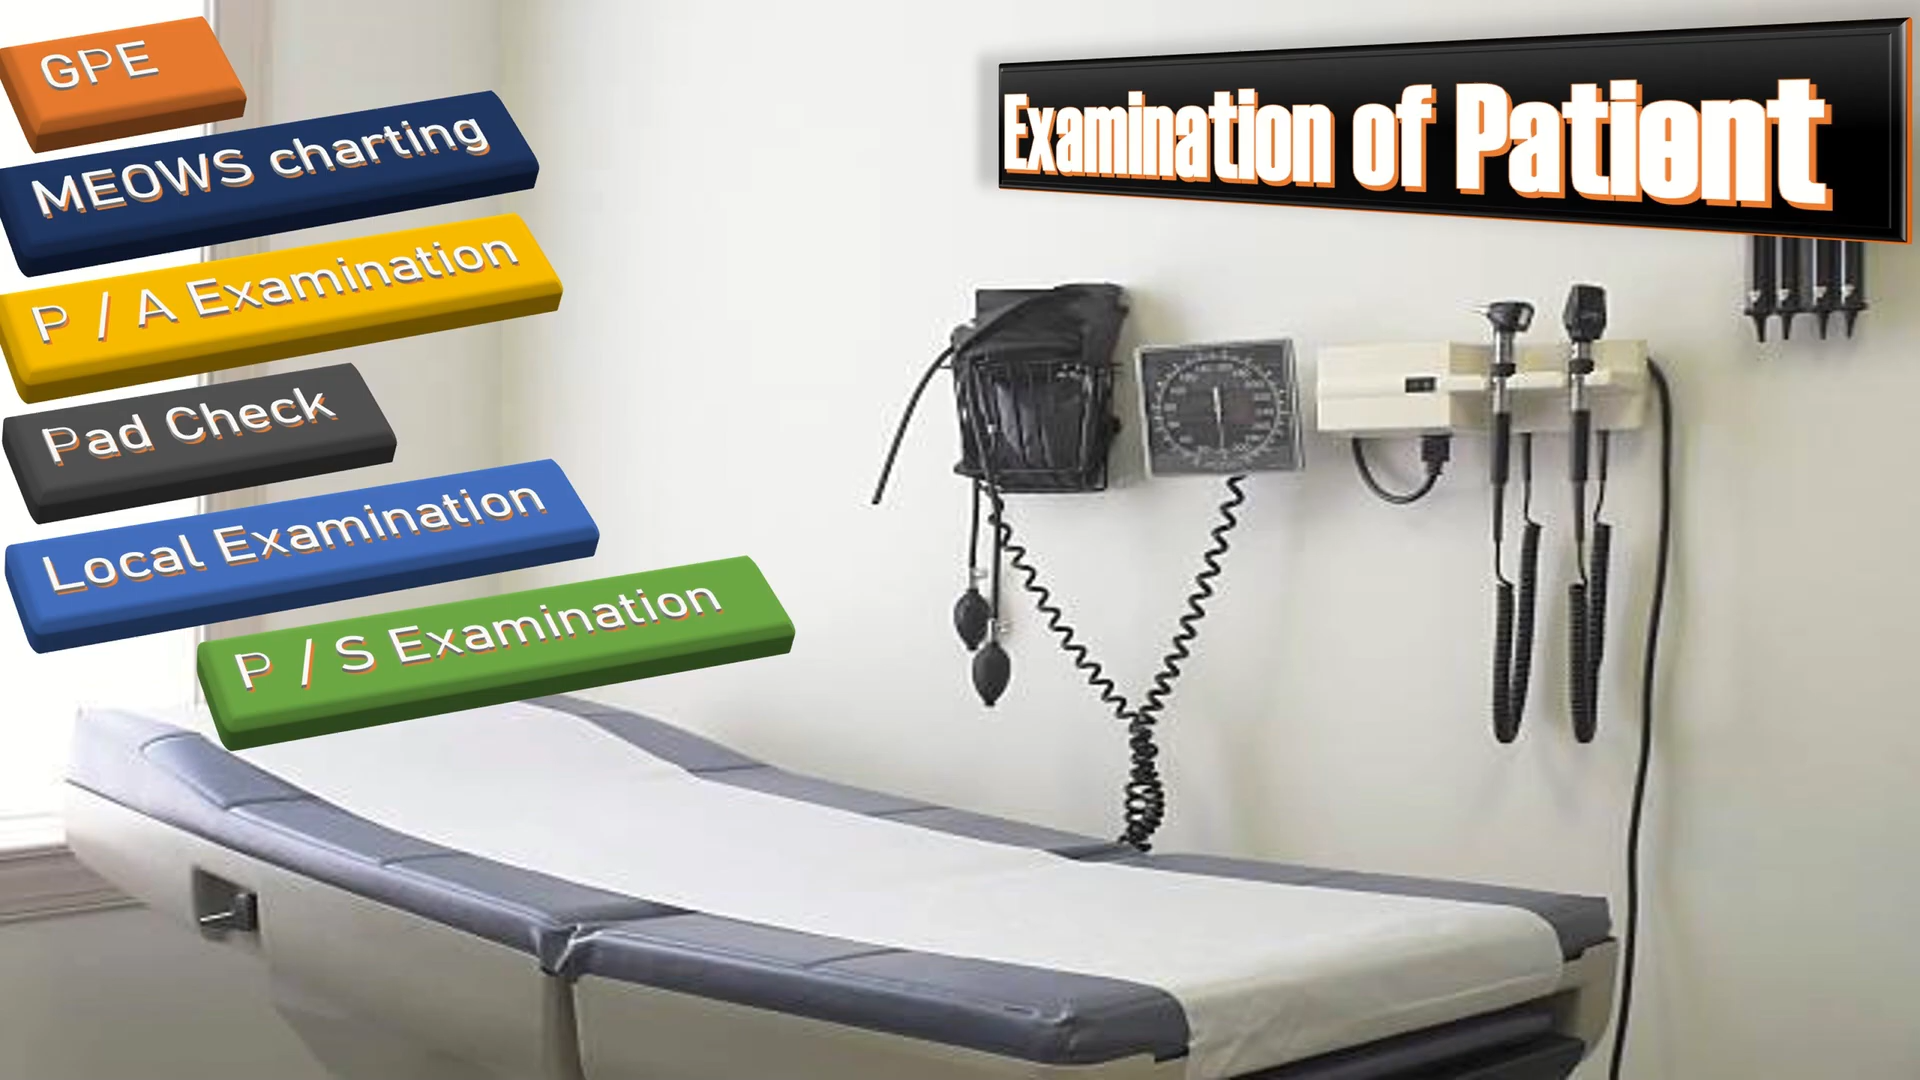 Examination of Patient
GPE
MEOWS charting
P / A Examination
Pad Check
Local Examination
P / S Examination